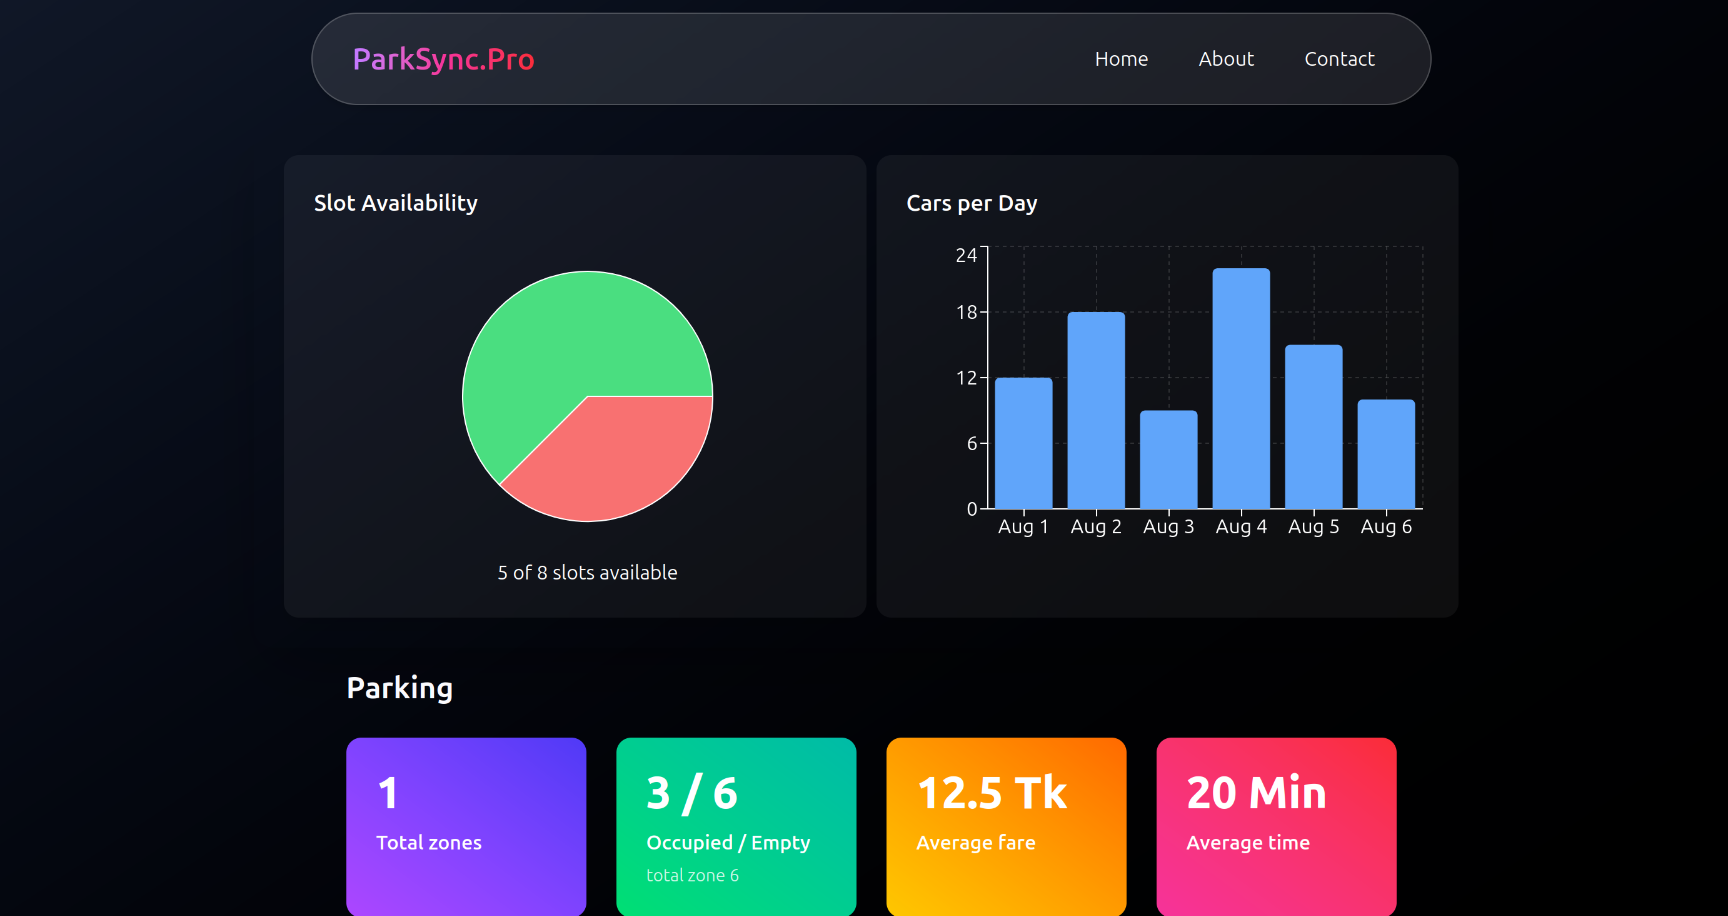 ParkSync.Pro
Home About Contact
Slot Availability
5 of 8 slots available
Cars per Day
24
18
12
6
0
Aug 1 Aug 2 Aug 3 Aug 4 Aug 5 Aug 6
Parking
1
Total zones
3 / 6
Occupied / Empty
total zone 6
12.5 Tk
Average fare
20 Min
Average time